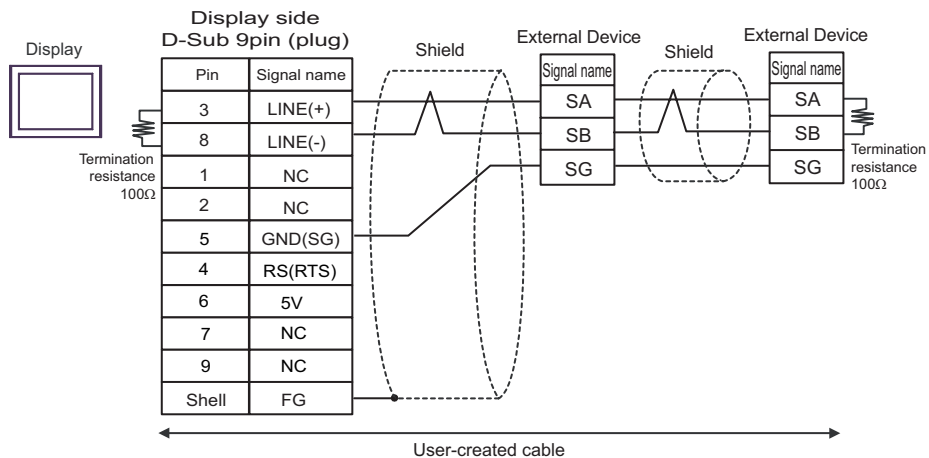 Display side
D-Sub 9pin (plug)
Display
Shield
External Device
Shield
External Device
Pin
Signal name
3
LINE(+)
8
LINE(-)
1
NC
2
NC
5
GND(SG)
4
RS(RTS)
6
5V
7
NC
9
NC
Shell
FG
Termination
resistance
100Ω
Signal name
SA
SB
SG
Signal name
SA
SB
SG
Termination
resistance
100Ω
User-created cable